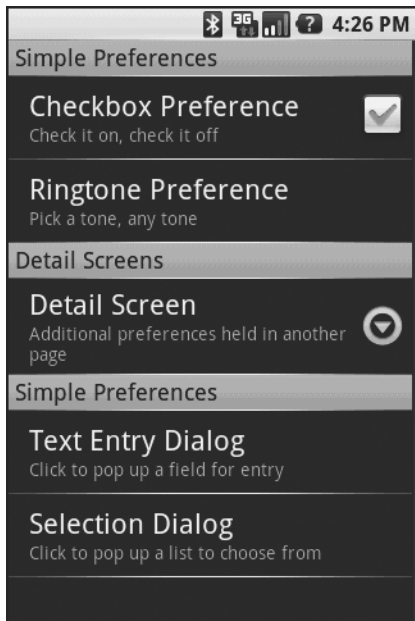 3G 4:26 PM
Simple Preferences
Checkbox Preference
Check it on, check it off
Ringtone Preference
Pick a tone, any tone
Detail Screens
Detail Screen
Additional preferences held in another
page
Simple Preferences
Text Entry Dialog
Click to pop up a field for entry
Selection Dialog
Click to pop up a list to choose from